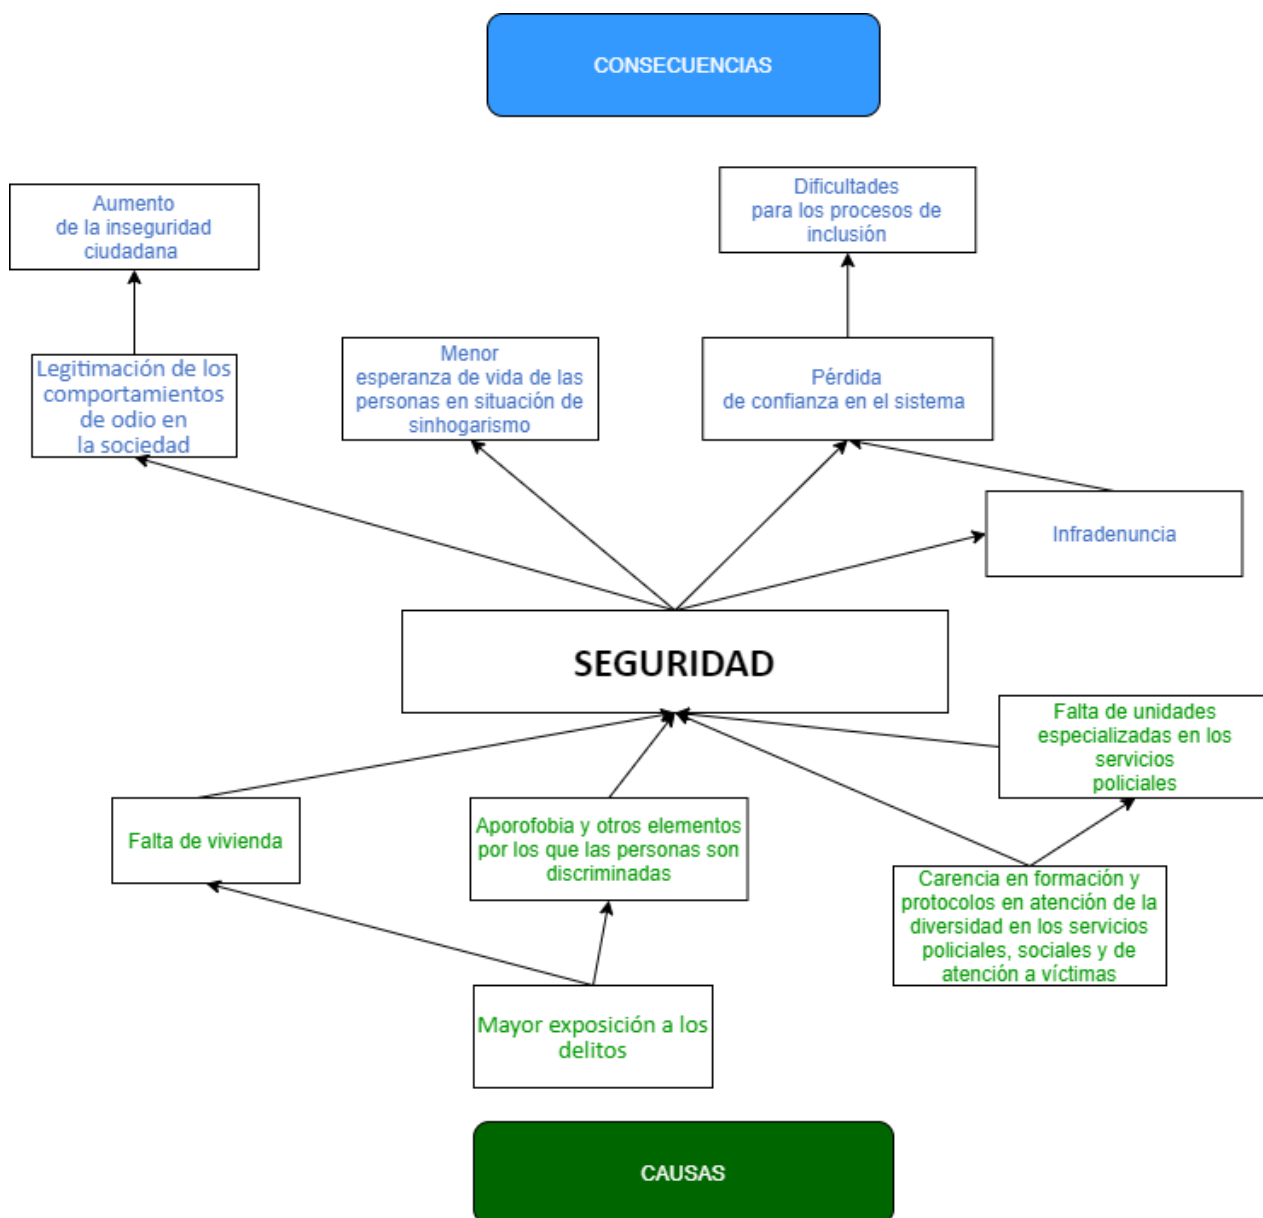 CONSECUENCIAS
Aumento
de la inseguridad
ciudadana
Dificultades
para los procesos de
inclusión
Legitimación de los
comportamientos
de odio en
la sociedad
Menor
esperanza de vida de las
personas en situación de
sinhogarismo
Pérdida
de confianza en el sistema
Infradenuncia
SEGURIDAD
Falta de unidades
especializadas en los
servicios
policiales
Falta de vivienda
Aporofobia y otros elementos
por los que las personas son
discriminadas
Carencia en formación y
protocolos en atención de la
diversidad en los servicios
policiales, sociales y de
atención a víctimas
Mayor exposición a los
delitos
CAUSAS